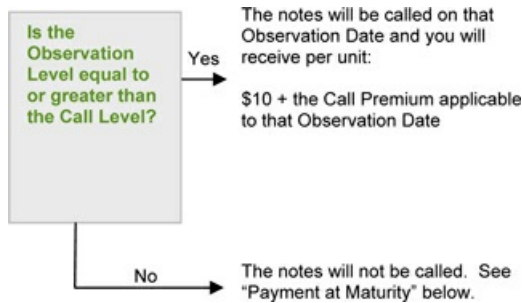 Is the
Observation
Level equal to
or greater than
the Call Level?
Yes
The notes will be called on that
Observation Date and you will
receive per unit:
$10 + the Call Premium applicable
to that Observation Date
No
The notes will not be called.  See
“Payment at Maturity” below.